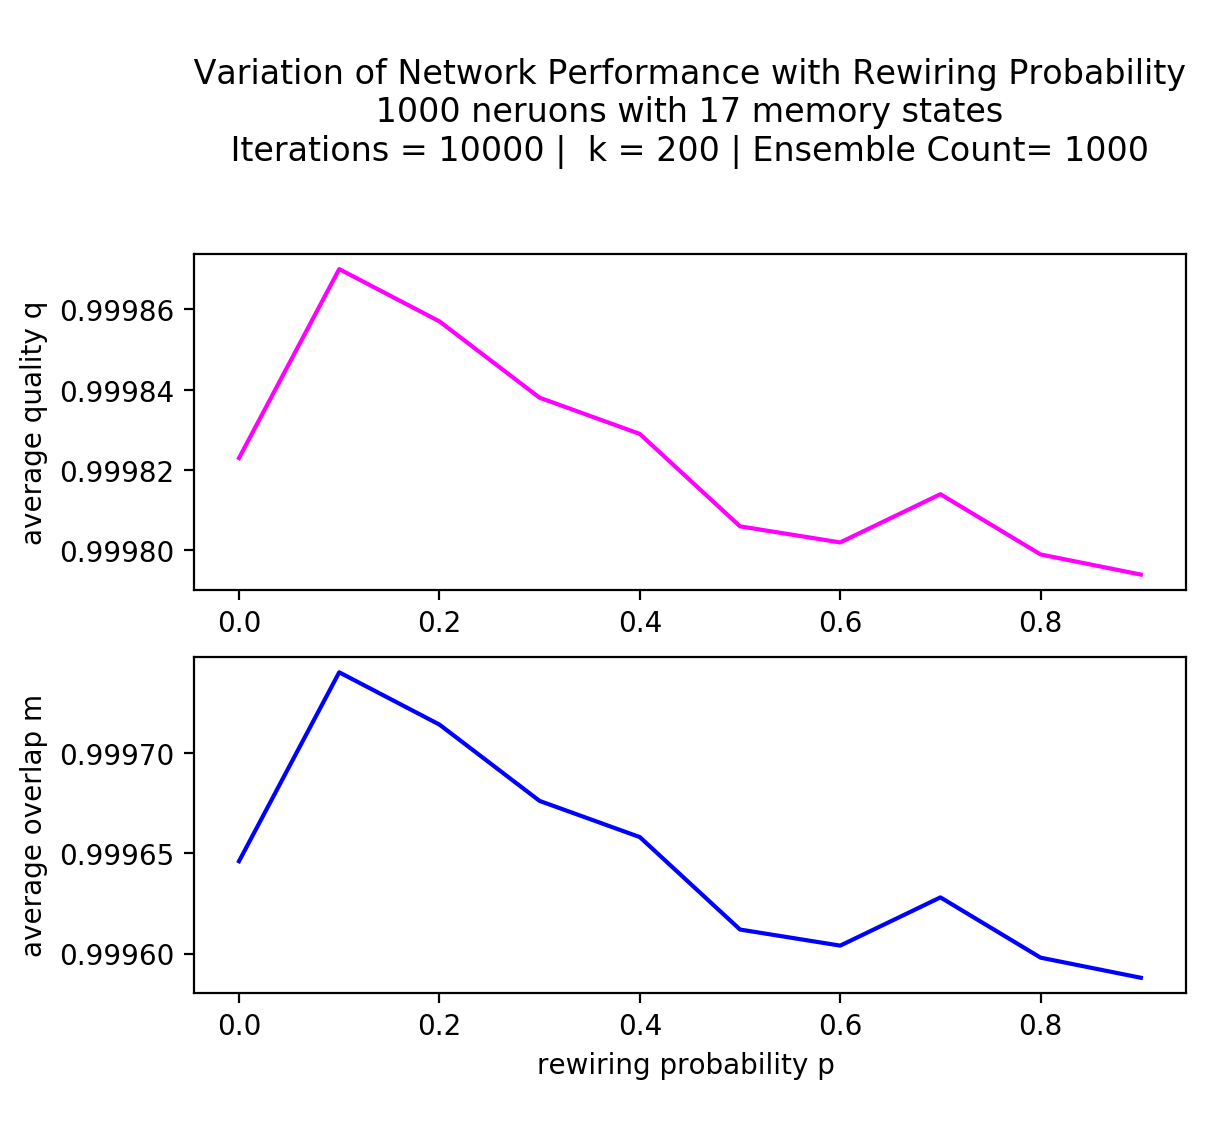 Variation of Network Performance with Rewiring Probability
1000 neruons with 17 memory states
Iterations = 10000 |  k = 200 | Ensemble Count= 1000
average quality q
0.99986
0.99984
0.99982
0.99980
0.0 0.2 0.4 0.6 0.8
average overlap m
0.99970
0.99965
0.99960
0.0 0.2 0.4 0.6 0.8
rewiring probability p